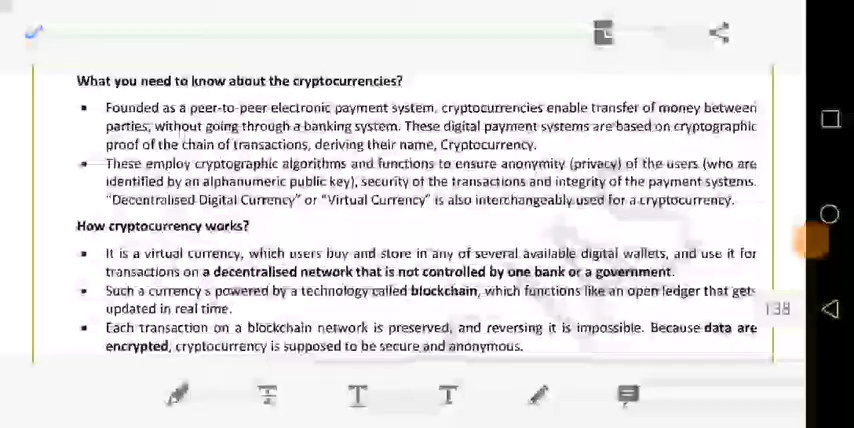 What you need to know about the cryptocurrencies?
▪ Founded as a peer-to-peer electronic payment system, cryptocurrencies enable transfer of money between
parties, without going through a banking system. These digital payment systems are based on cryptographic
proof of the chain of transactions, deriving their name, Cryptocurrency.
▪ These employ cryptographic algorithms and functions to ensure anonymity (privacy) of the users (who are
identified by an alphanumeric public key), security of the transactions and integrity of the payment systems.
"Decentralised Digital Currency" or "Virtual Currency" is also interchangeably used for a cryptocurrency.
How cryptocurrency works?
▪ It is a virtual currency, which users buy and store in any of several available digital wallets, and use it for
transactions on a decentralised network that is not controlled by one bank or a government.
▪ Such a currency s powered by a technology called blockchain, which functions like an open ledger that gets
updated in real time.
138
▪ Each transaction on a blockchain network is preserved, and reversing it is impossible. Because data are
encrypted, cryptocurrency is supposed to be secure and anonymous.